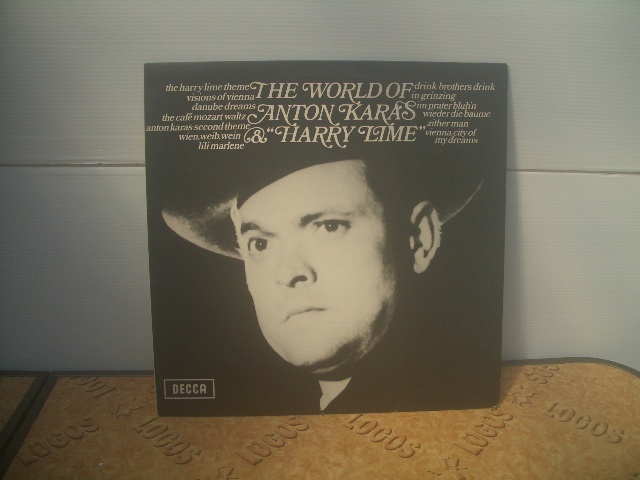 the harry lime theme
visions of vienna
danube dreams
the café mozart waltz
anton karas second theme
wien, weib, wein
lili marlene
THE WORLD OF
ANTON KARAS
& "HARRY LIME"
drink brothers drink
in grinzing
im prater bluh'n
wieder die baume
zither man
vienna, city of
my dreams
DECCA
LOGOS
LOGOS
LOGOS
LOGOS
LOGOS
LOGOS